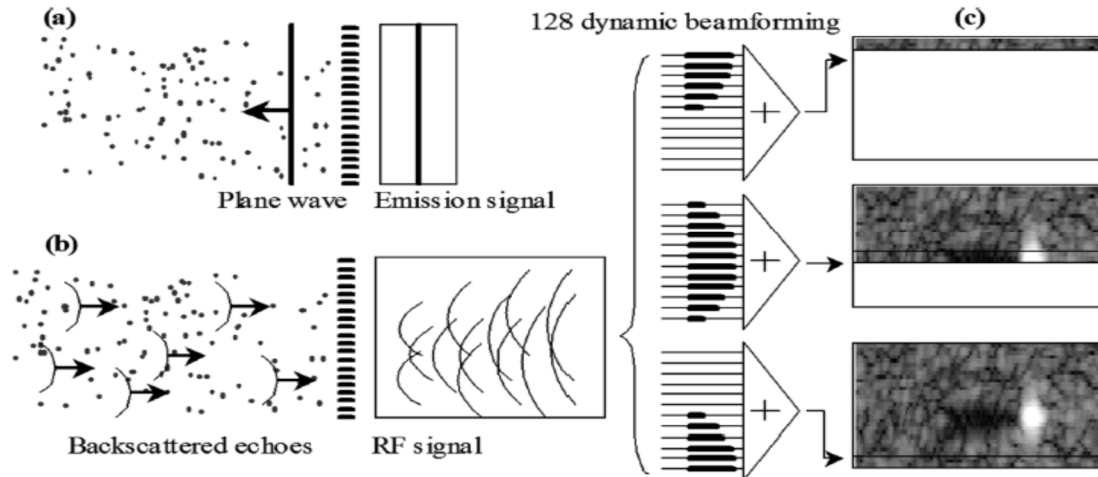 (a)
128 dynamic beamforming
(c)
Plane wave
Emission signal
(b)
Backscattered echoes
RF signal
+
+
+